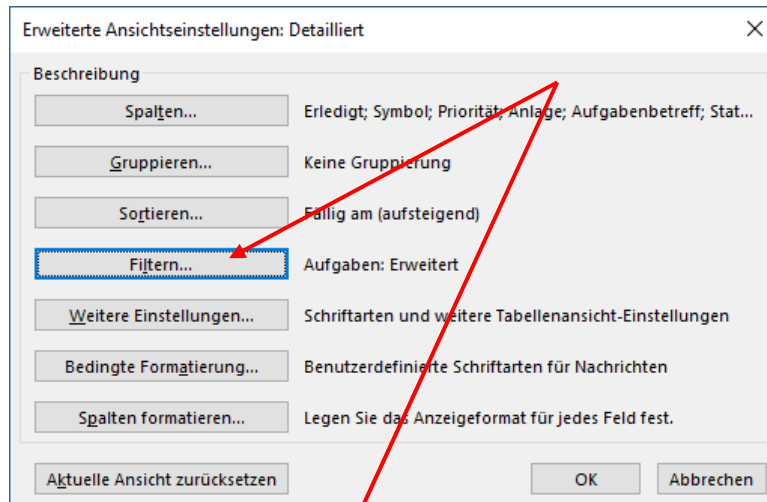 Erweiterte Ansichtseinstellungen: Detailliert
Beschreibung
Spalten... Erledigt; Symbol; Priorität; Anlage; Aufgabenbetreff; Stat...
Gruppieren... Keine Gruppierung
Sortieren... Fällig am (aufsteigend)
Filtern... Aufgaben: Erweitert
Weitere Einstellungen... Schriftarten und weitere Tabellenansicht-Einstellungen
Bedingte Formatierung... Benutzerdefinierte Schriftarten für Nachrichten
Spalten formatieren... Legen Sie das Anzeigeformat für jedes Feld fest.
Aktuelle Ansicht zurücksetzen OK Abbrechen